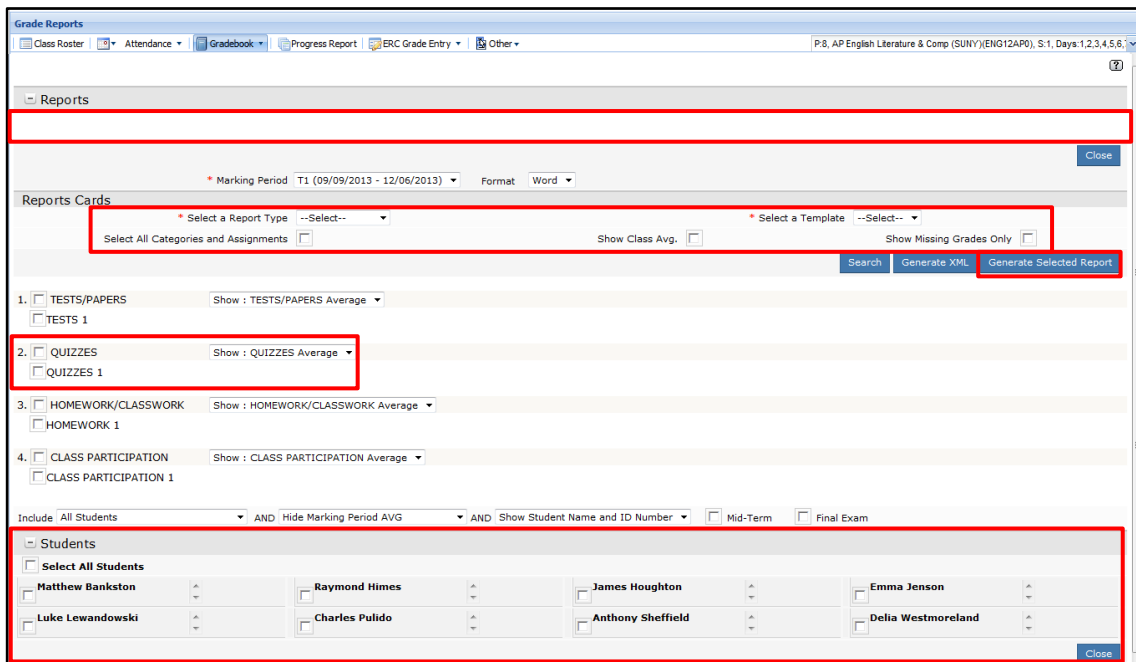 Grade Reports
Class Roster Attendance Gradebook Progress Report ERC Grade Entry Other P:8, AP English Literature & Comp (SUNY')(ENG12AP0), S:1, Days:1,2,3,4,5,6,
?
Reports
Close
* Marking Period T1 (09/09/2013 - 12/06/2013) Format Word
Reports Cards
* Select a Report Type --Select-- * Select a Template --Select--
Select All Categories and Assignments Show Class Avg. Show Missing Grades Only
Search Generate XML Generate Selected Report
1. TESTS/PAPERS Show : TESTS/PAPERS Average
TESTS 1
2. QUIZZES Show : QUIZZES Average
QUIZZES 1
3. HOMEWORK/CLASSWORK Show : HOMEWORK/CLASSWORK Average
HOMEWORK 1
4. CLASS PARTICIPATION Show : CLASS PARTICIPATION Average
CLASS PARTICIPATION 1
Include All Students AND Hide Marking Period AVG AND Show Student Name and ID Number Mid-Term Final Exam
Students
Select All Students
Matthew Bankston Raymond Himes James Houghton Emma Jenson
Luke Lewandowski Charles Pulido Anthony Sheffield Delia Westmoreland
Close